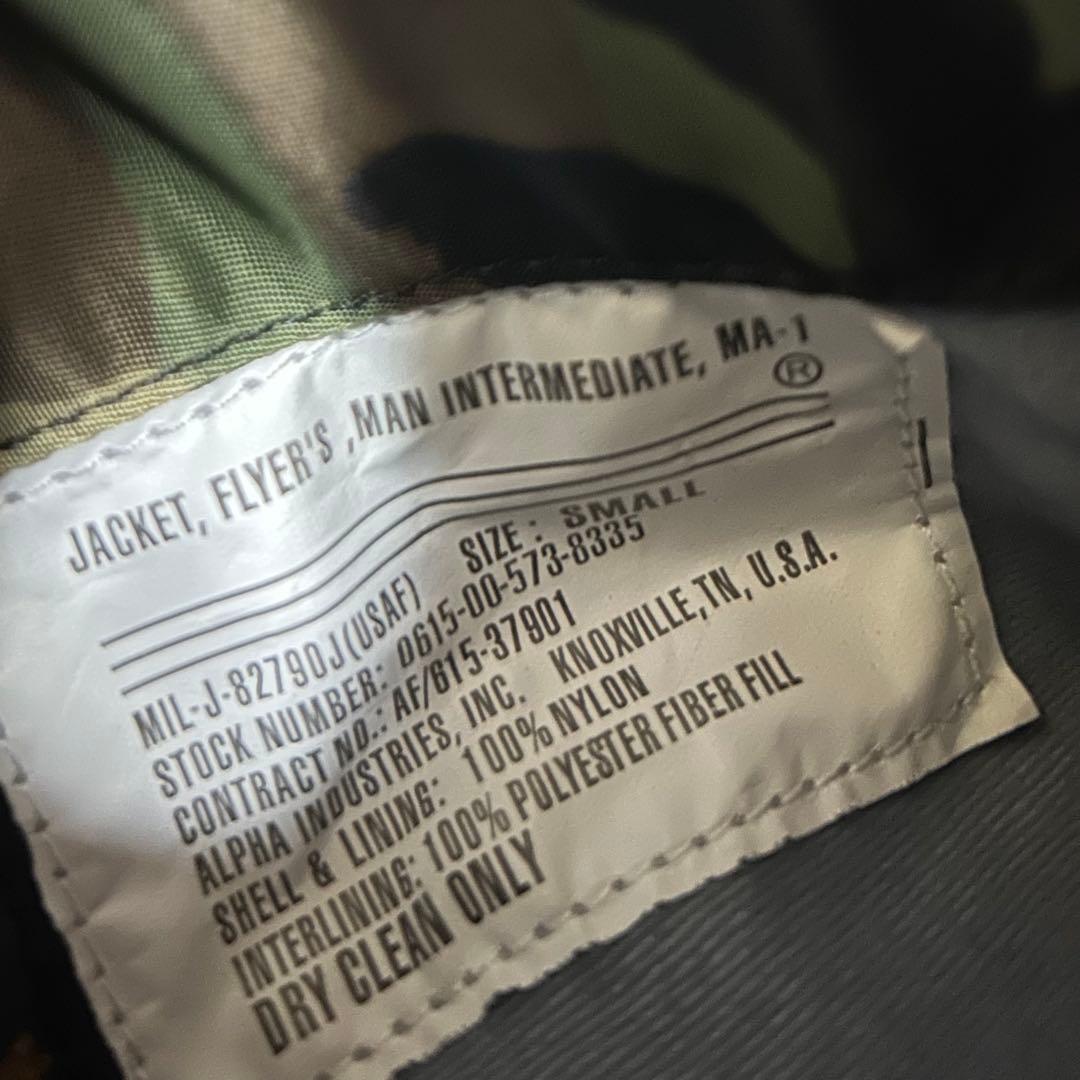 JACKET, FLYER'S ,MAN INTERMEDIATE, MA-1
®
MIL-J-82790J(USAF) SIZE : SMALL
STOCK NUMBER: 0615-00-573-8335
CONTRACT NO.: AF/615-37901
ALPHA INDUSTRIES, INC. KNOXVILLE,TN, U.S.A.
SHELL & LINING: 100% NYLON
INTERLINING: 100% POLYESTER FIBER FILL
DRY CLEAN ONLY